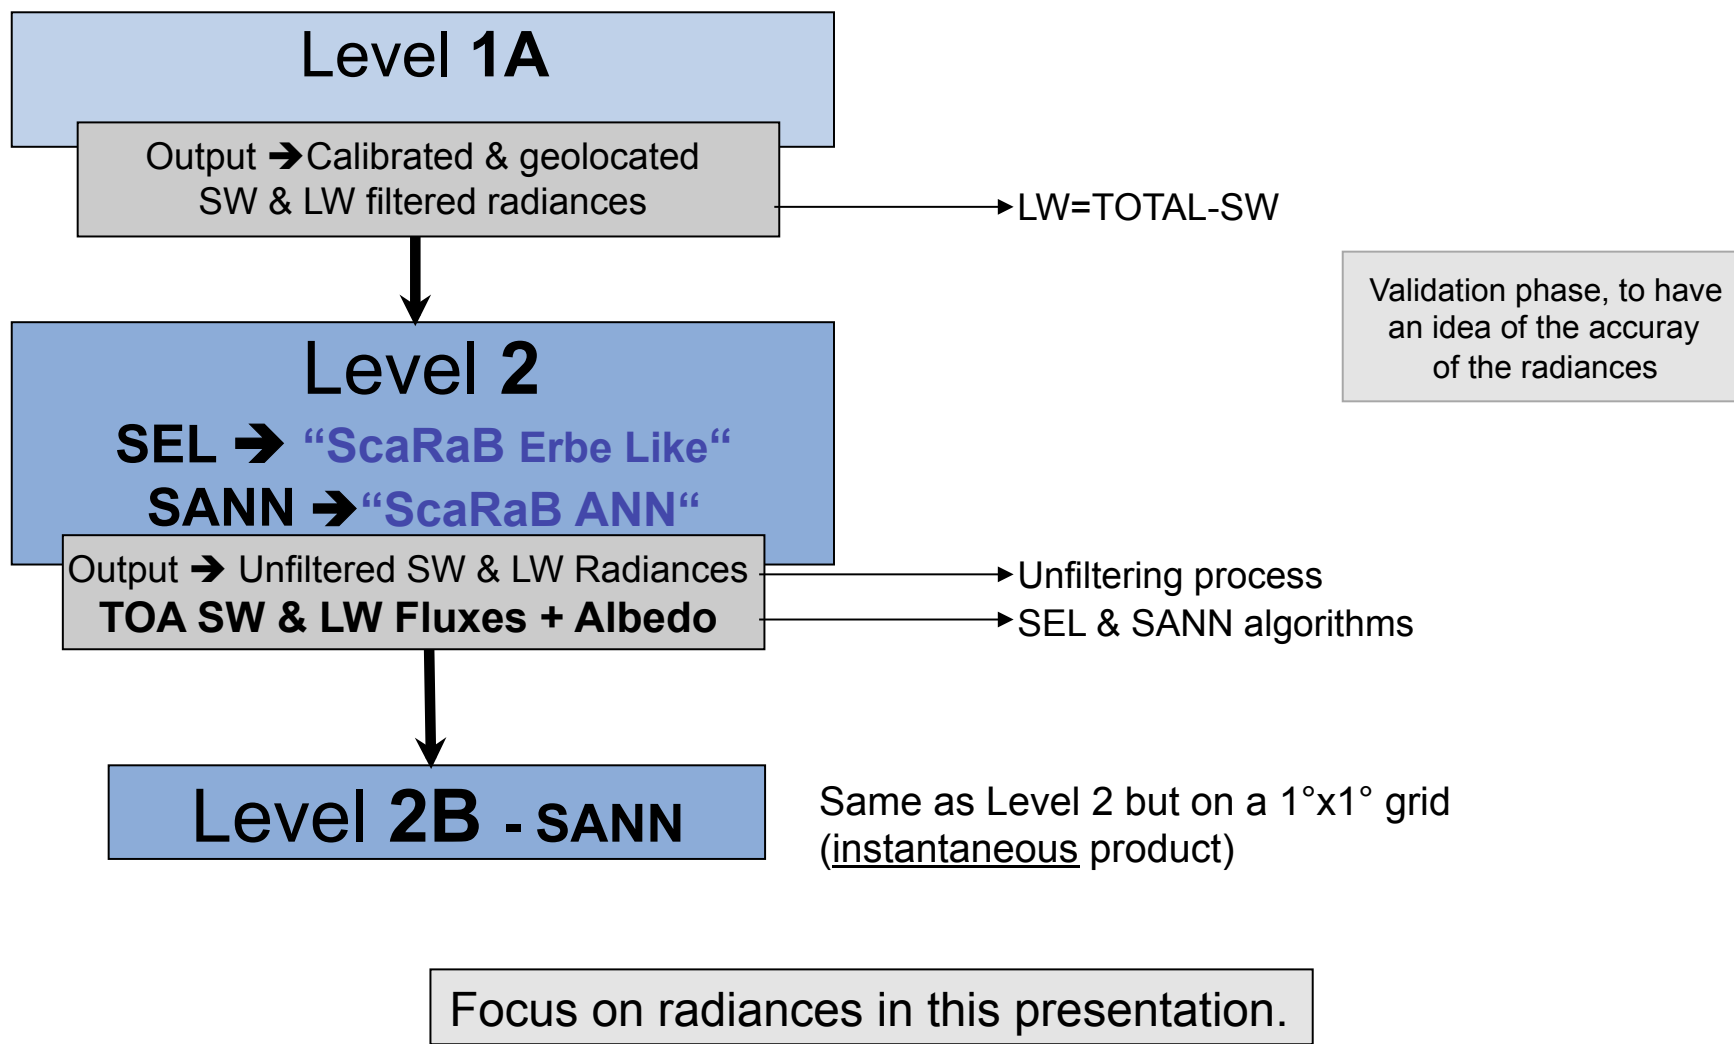 Level 1A
Output ➔Calibrated & geolocated
SW & LW filtered radiances
LW=TOTAL-SW
Validation phase, to have
an idea of the accuray
of the radiances
Level 2
SEL ➔ “ScaRaB Erbe Like“
SANN ➔“ScaRaB ANN“
Output ➔ Unfiltered SW & LW Radiances
Unfiltering process
TOA SW & LW Fluxes + Albedo
SEL & SANN algorithms
Level 2B - SANN
Same as Level 2 but on a 1°x1° grid
(instantaneous product)
Focus on radiances in this presentation.